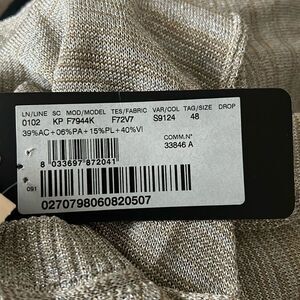 LN/LINE SC MOD/MODEL TES/FABRIC VAR/COL TAG/SIZE DROP
0102 KP F7944K F72V7 S9124 48
39%AC+06%PA+15%PL+40%VI
COMM.N°
33846 A
8 033697 872041
091
0270798060820507